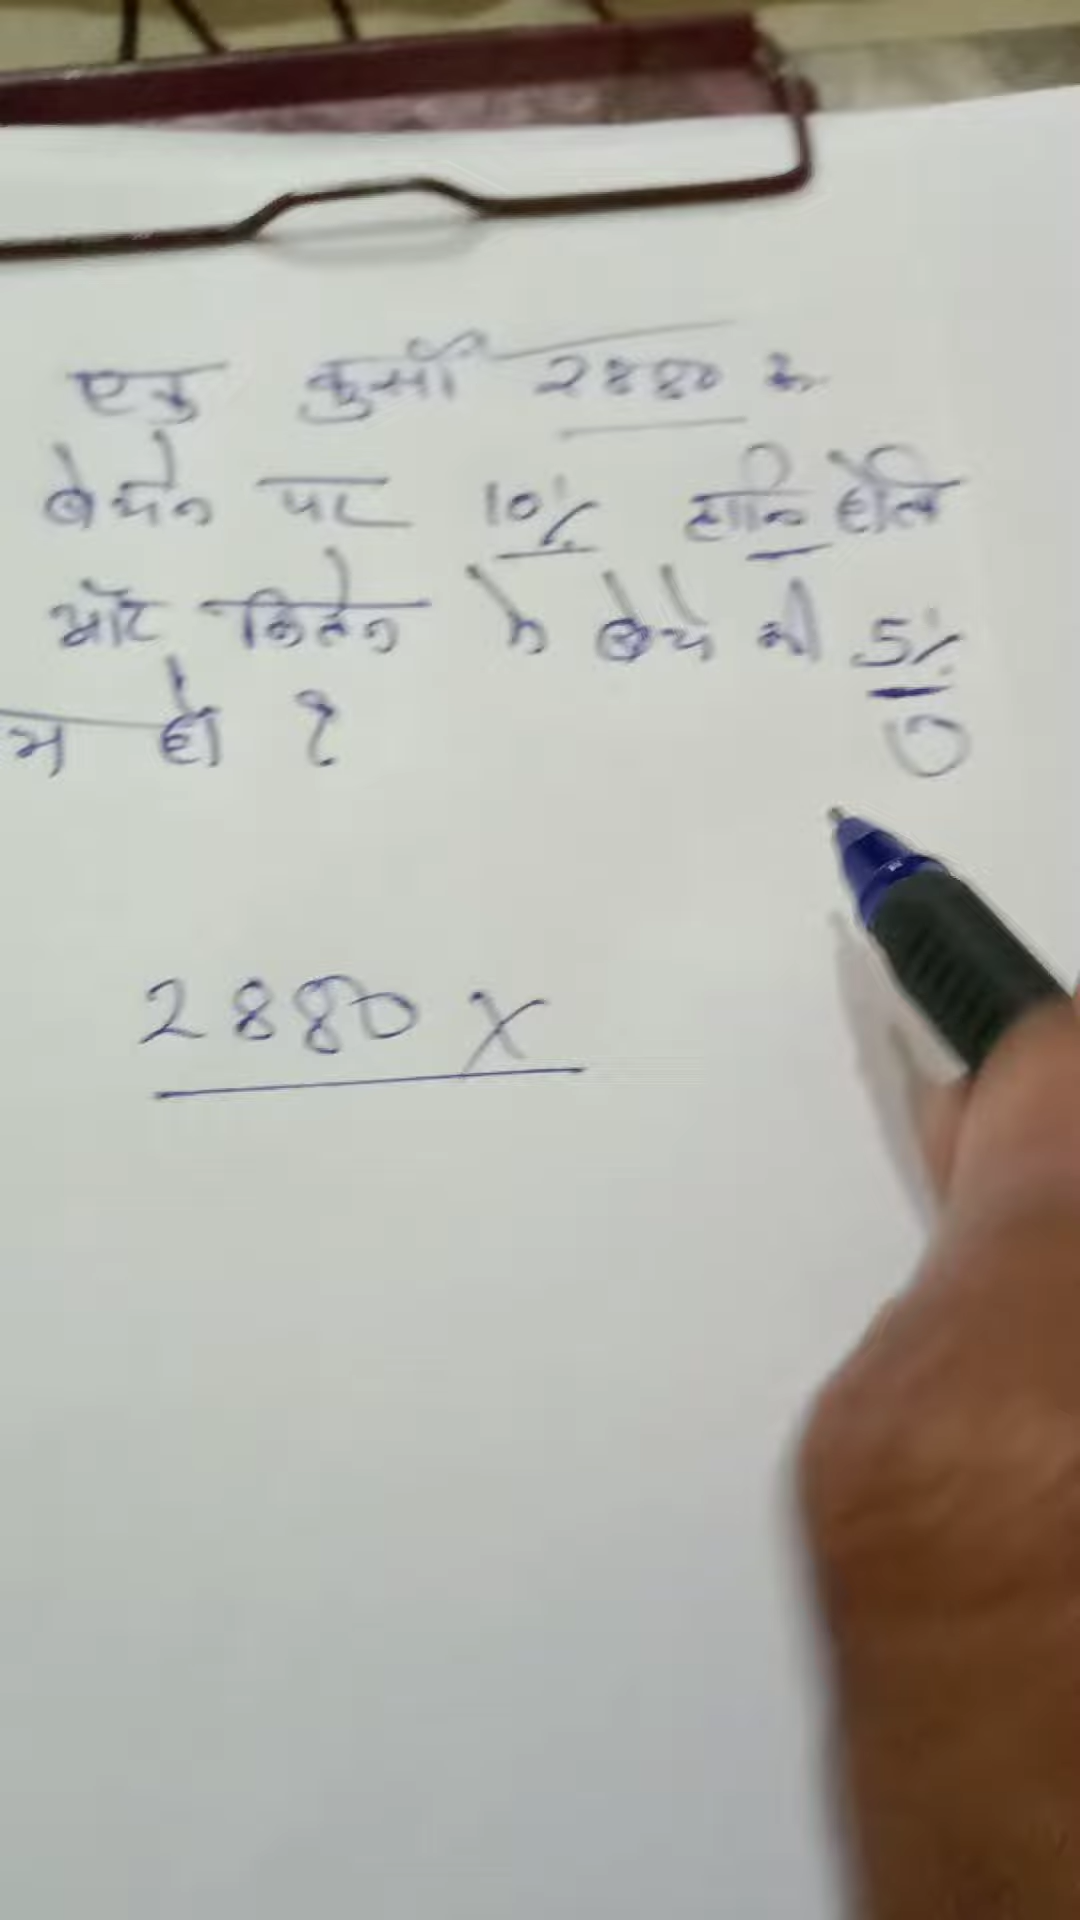 एक कुर्सी 2880 रु
बेचने पर 10% हानि होती
और कितने में बेचें की 5%
भ हो ?
2880 ×